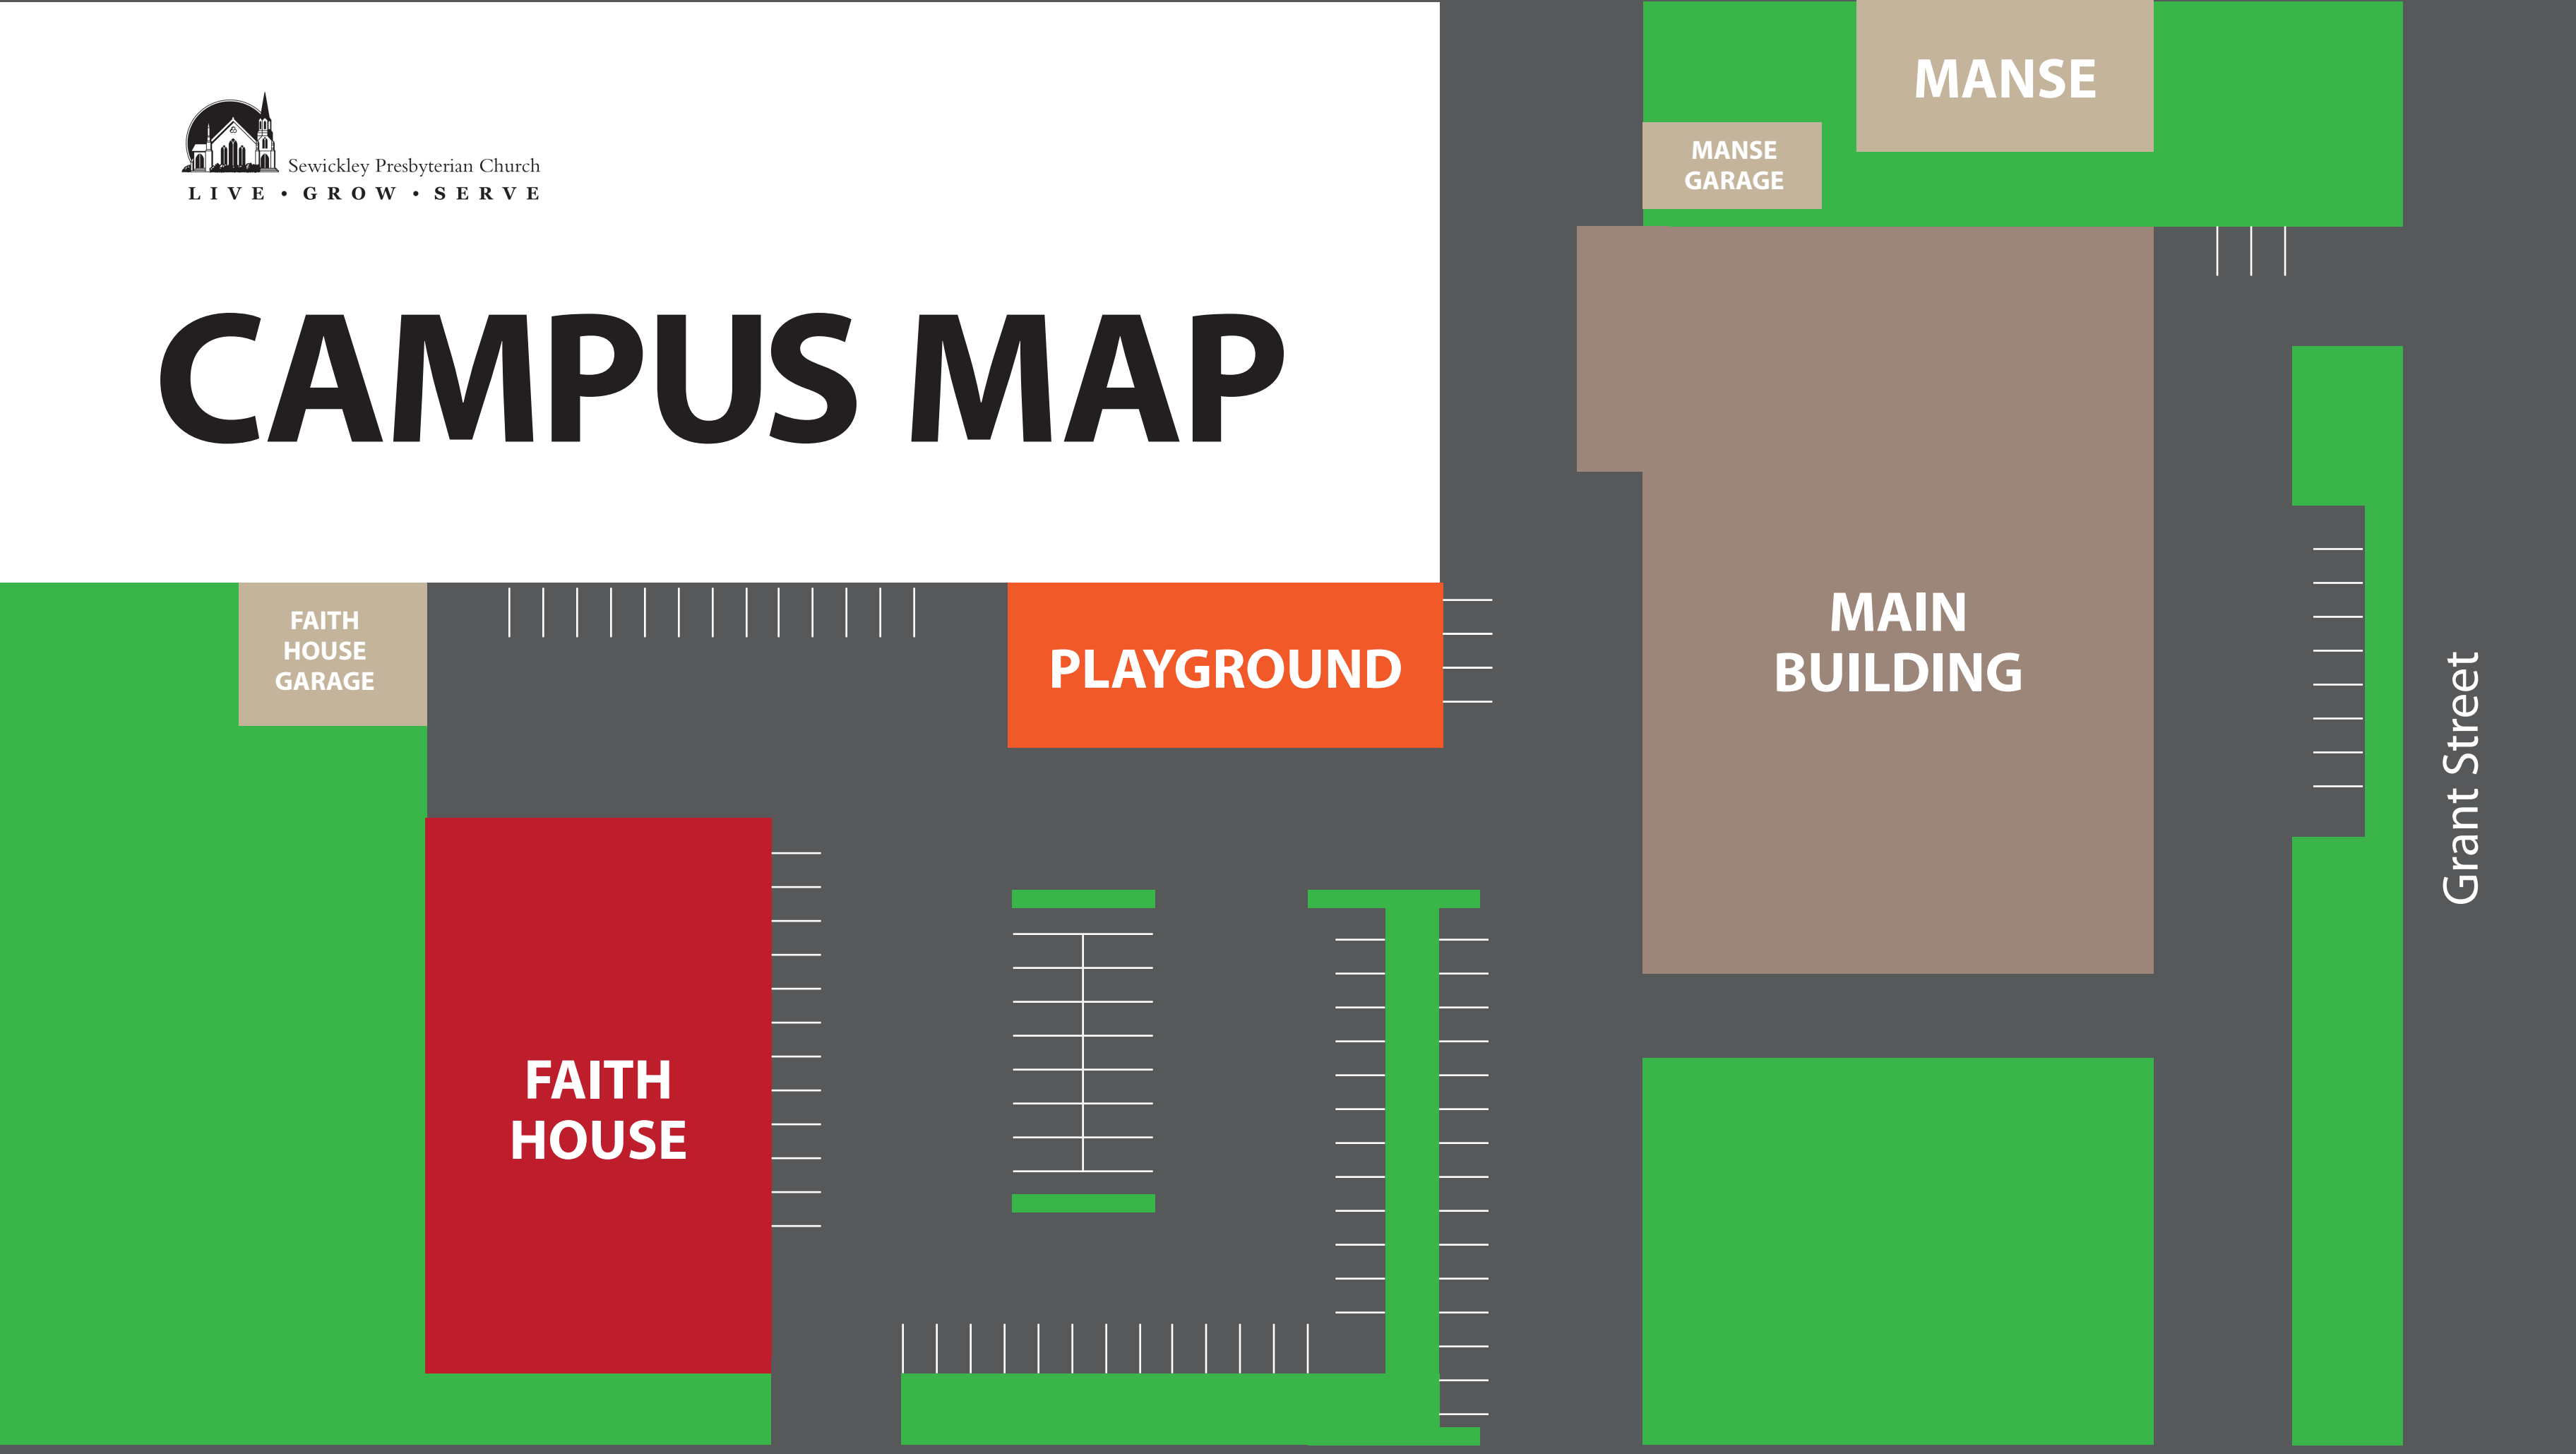 Sewickley Presbyterian Church
LIVE • GROW • SERVE
CAMPUS MAP
MANSE
MANSE
GARAGE
FAITH
HOUSE
GARAGE
PLAYGROUND
MAIN
BUILDING
Grant Street
FAITH
HOUSE